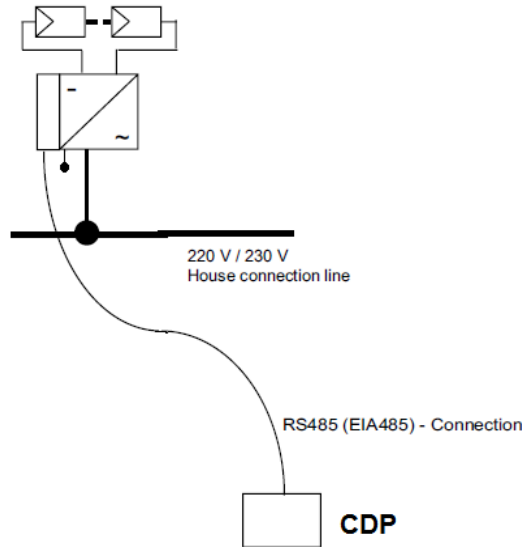 -
~
220 V / 230 V
House connection line
RS485 (EIA485) - Connection
CDP